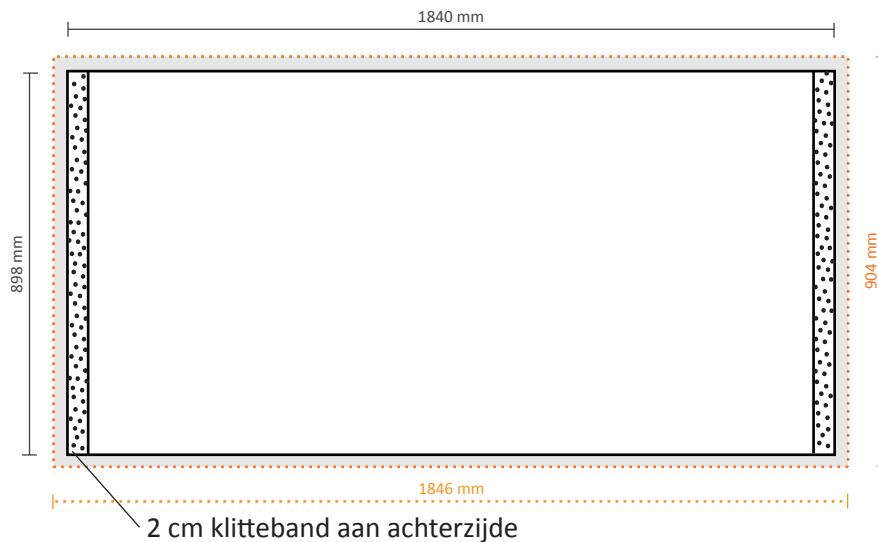 1840 mm
898 mm
904 mm
1846 mm
2 cm klitteband aan achterzijde